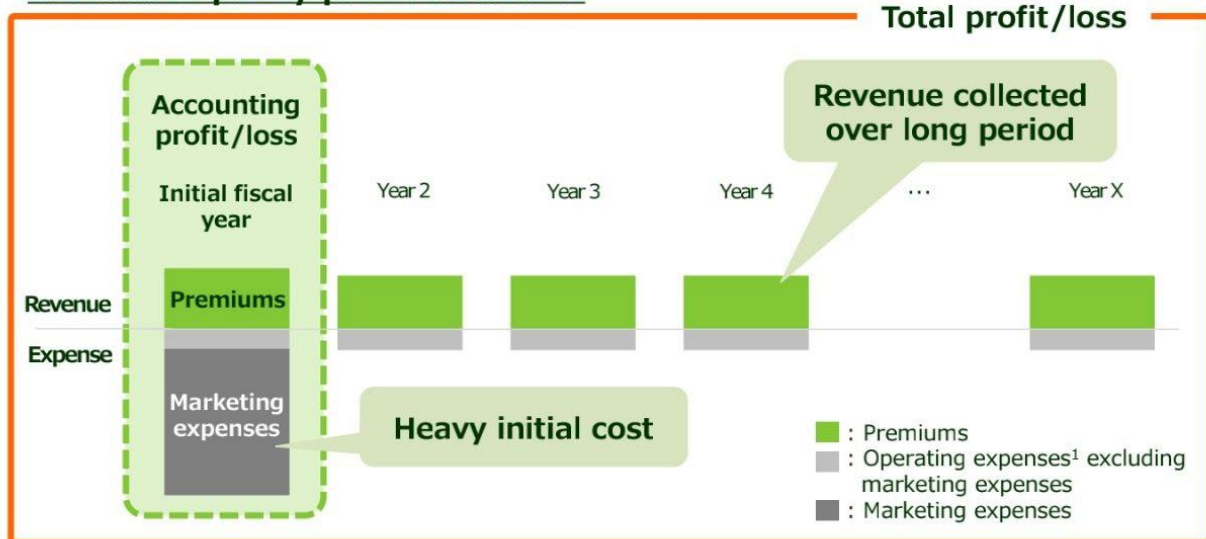 Total profit/loss
Accounting
profit/loss
Initial fiscal
year
Revenue collected
over long period
Year 2
Year 3
Year 4
...
Year X
Revenue
Premiums
Expense
Marketing
expenses
Heavy initial cost
: Premiums
: Operating expenses¹ excluding
marketing expenses
: Marketing expenses